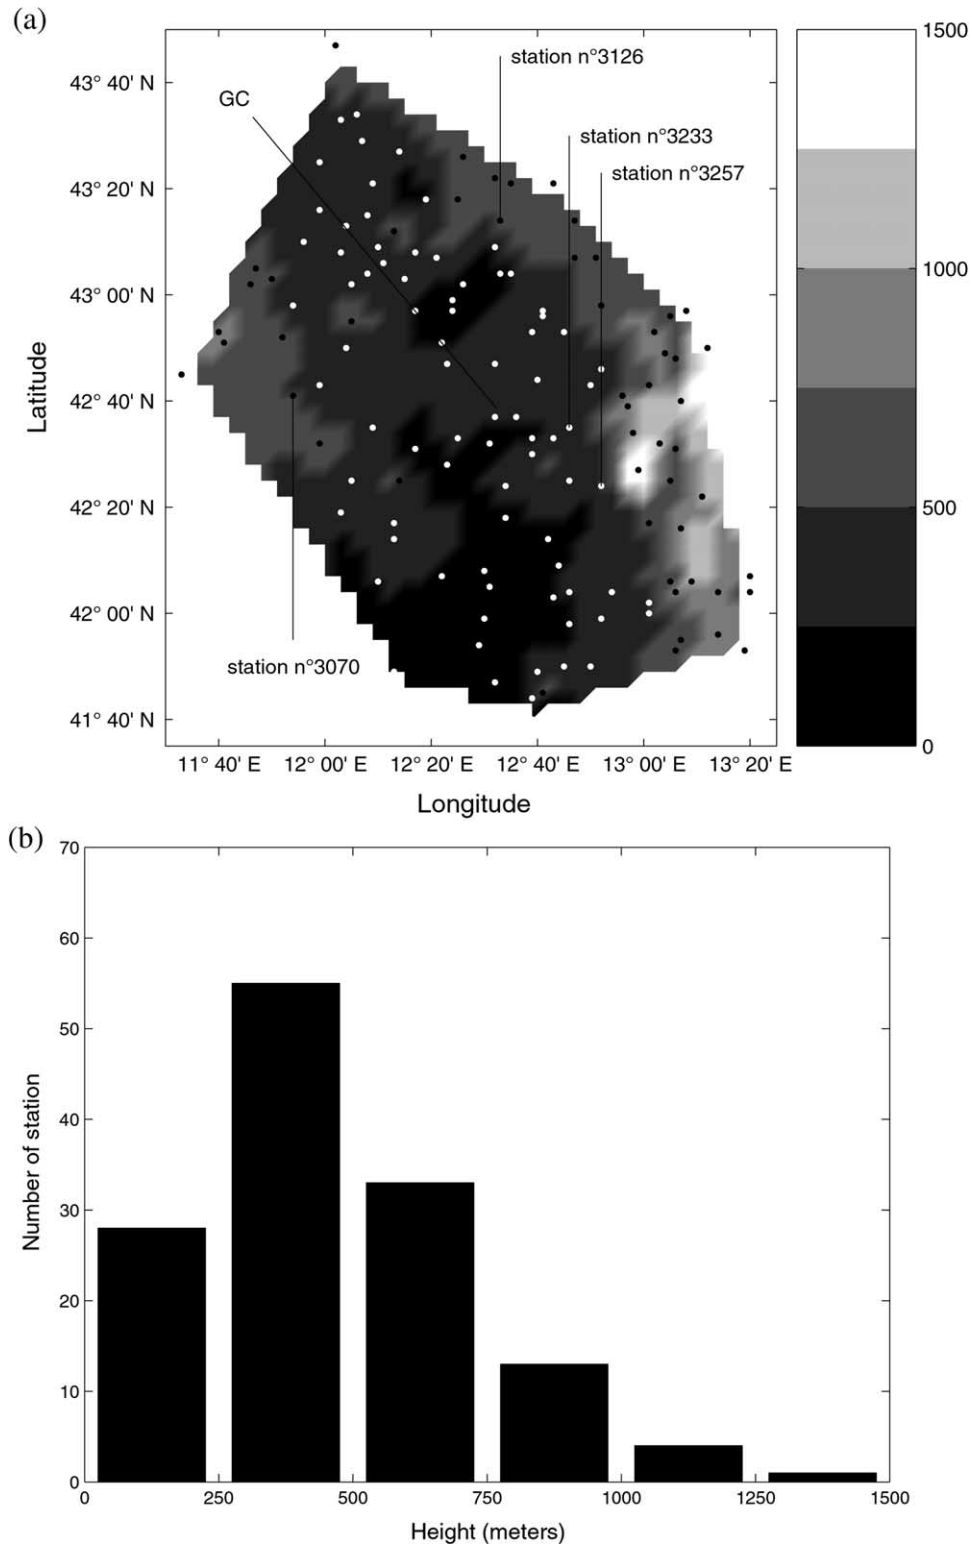 (a)
1500
station n°3126
43° 40' N
GC
station n°3233
station n°3257
43° 20' N
43° 00' N
1000
Latitude
42° 40' N
42° 20' N
500
42° 00' N
station n°3070
41° 40' N
0
11° 40' E 12° 00' E 12° 20' E 12° 40' E 13° 00' E 13° 20' E
Longitude
(b)
70
60
50
40
30
20
10
0
Number of station
0 250 500 750 1000 1250 1500
Height (meters)